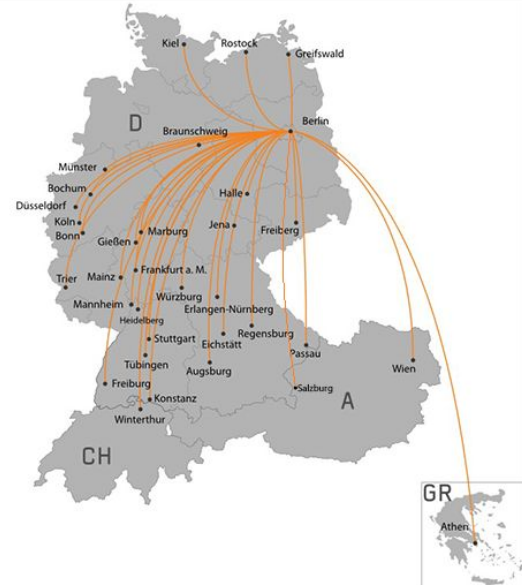 Kiel
Rostock
Greifswald
D
Berlin
Braunschweig
Münster
Bochum
Halle
Düsseldorf
Köln
Bonn
Marburg
Jena
Freiberg
Gießen
Trier
Mainz
Frankfurt a. M.
Würzburg
Mannheim
Erlangen-Nürnberg
Heidelberg
Regensburg
Stuttgart
Eichstätt
Passau
Tübingen
Augsburg
Wien
Freiburg
Salzburg
Konstanz
A
Winterthur
CH
GR
Athen